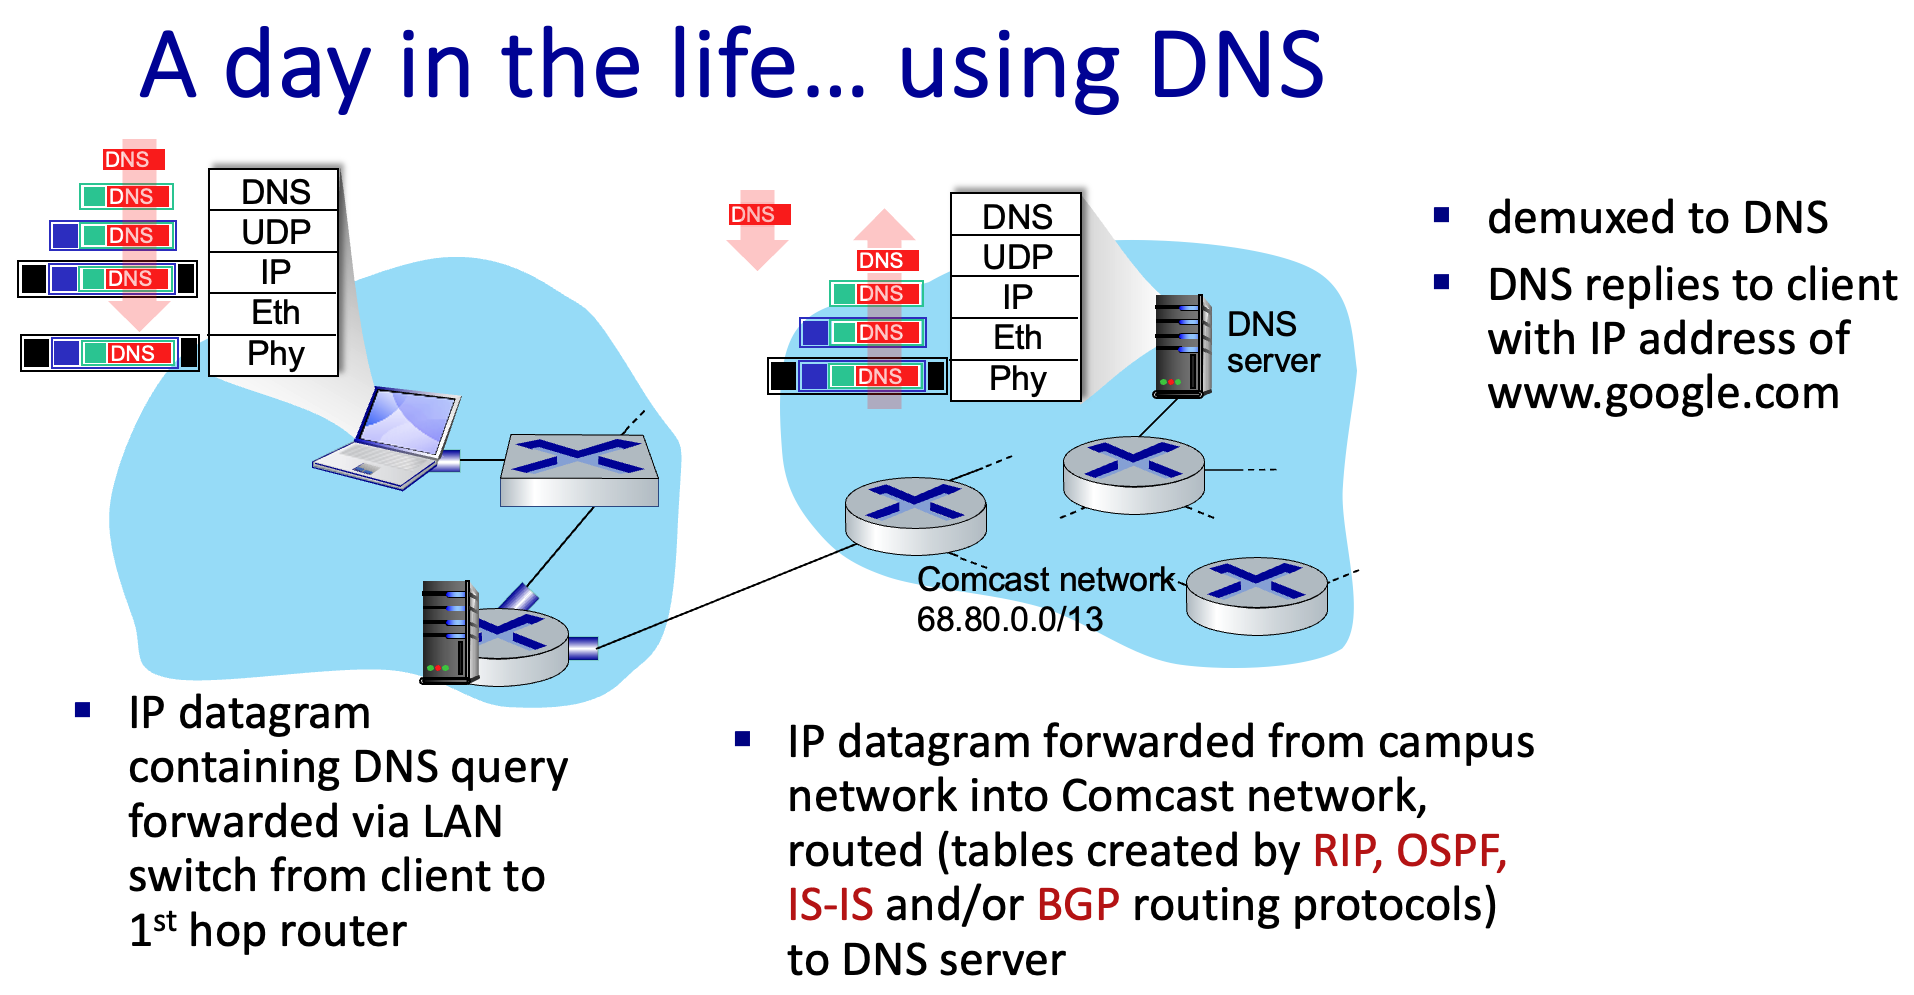 A day in the life... using DNS
DNS
DNS
DNS
DNS
DNS
DNS
UDP
IP
Eth
Phy
DNS
DNS
DNS
DNS
DNS
DNS
UDP
IP
Eth
Phy
DNS
server
Comcast network
68.80.0.0/13
▪ demuxed to DNS
▪ DNS replies to client
with IP address of
www.google.com
▪ IP datagram
containing DNS query
forwarded via LAN
switch from client to
1st hop router
▪ IP datagram forwarded from campus
network into Comcast network,
routed (tables created by RIP, OSPF,
IS-IS and/or BGP routing protocols)
to DNS server